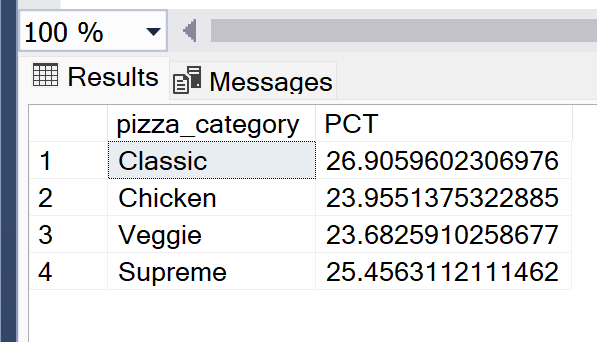 100 %
Results Messages
pizza_category PCT
1 Classic 26.9059602306976
2 Chicken 23.9551375322885
3 Veggie 23.6825910258677
4 Supreme 25.4563112111462